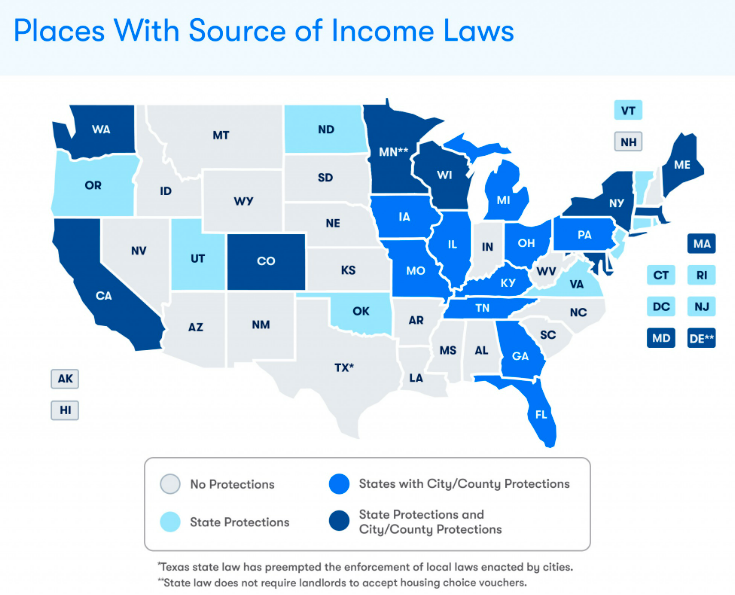 Places With Source of Income Laws
VT
NH
WA
MT
ND
MN**
ME
OR
ID
SD
WI
NY
WY
MI
IA
NE
PA
NV
UT
CO
IL
IN
OH
MA
CA
KS
MO
WV
VA
CT
RI
KY
OK
TN
NC
DC
NJ
AZ
NM
AR
SC
MD
DE**
MS
AL
GA
TX*
LA
AK
HI
FL
No Protections
States with City/County Protections
State Protections
State Protections and
City/County Protections
*Texas state law has preempted the enforcement of local laws enacted by cities.
**State law does not require landlords to accept housing choice vouchers.